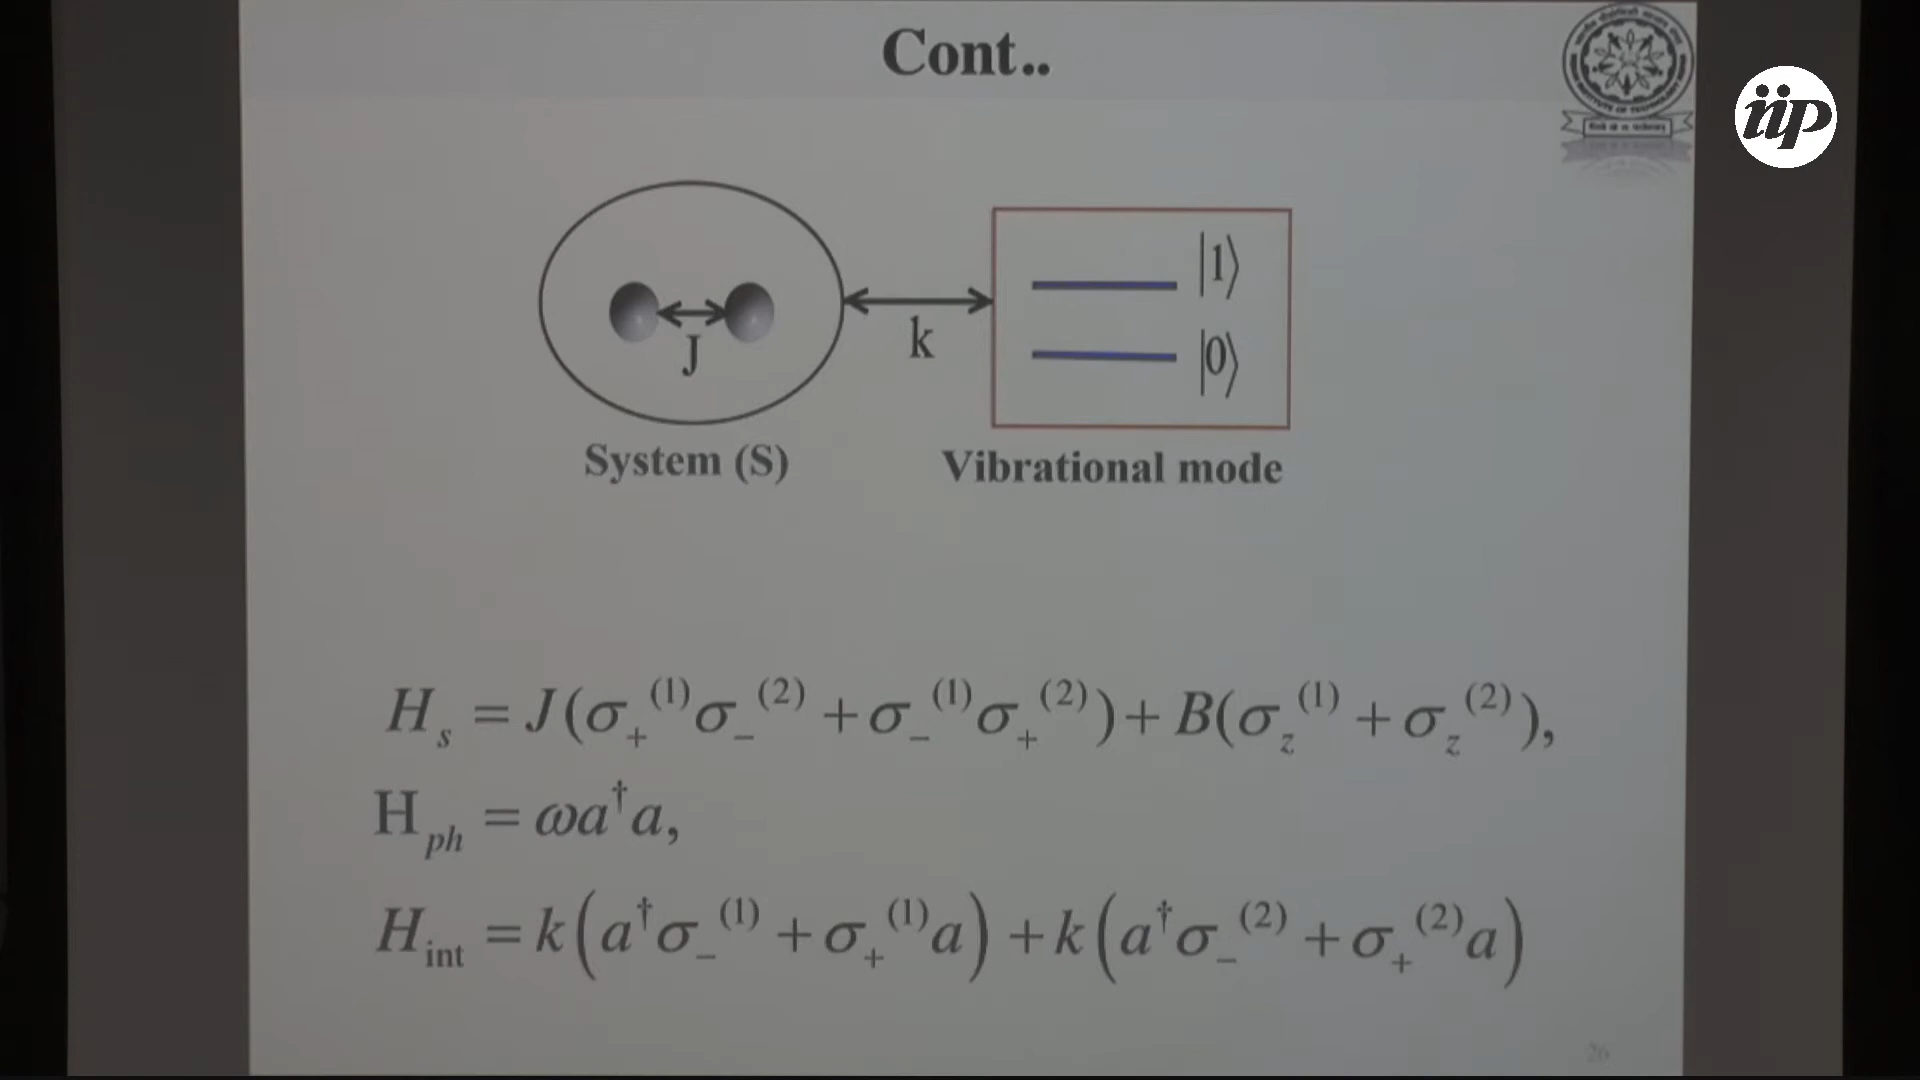 Cont..
iip
|1⟩
|0⟩
J
k
System (S)
Vibrational mode
H_s = J(σ_+^(1)σ_-^(2) + σ_-^(1)σ_+^(2)) + B(σ_z^(1) + σ_z^(2)),
H_ph = ωa†a,
H_int = k(a†σ_-^(1) + σ_+^(1)a) + k(a†σ_-^(2) + σ_+^(2)a)
26